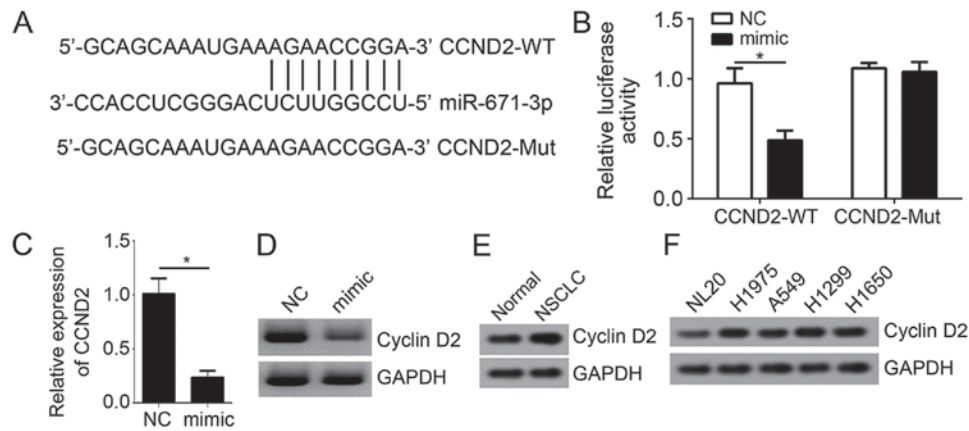 A
5'-GCAGCAAAUGAAAGAACCGGA-3' CCND2-WT
3'-CCACCUCGGGACUCUUGGCCU-5' miR-671-3p
5'-GCAGCAAAUGAAAGAACCGGA-3' CCND2-Mut
B
NC
mimic
Relative luciferase
activity
1.5
1.0
0.5
0.0
*
CCND2-WT CCND2-Mut
C
Relative expression
of CCND2
1.5
1.0
0.5
0.0
*
NC mimic
D
NC mimic
Cyclin D2
GAPDH
E
Normal NSCLC
Cyclin D2
GAPDH
F
NL20 H1975 A549 H1299 H1650
Cyclin D2
GAPDH